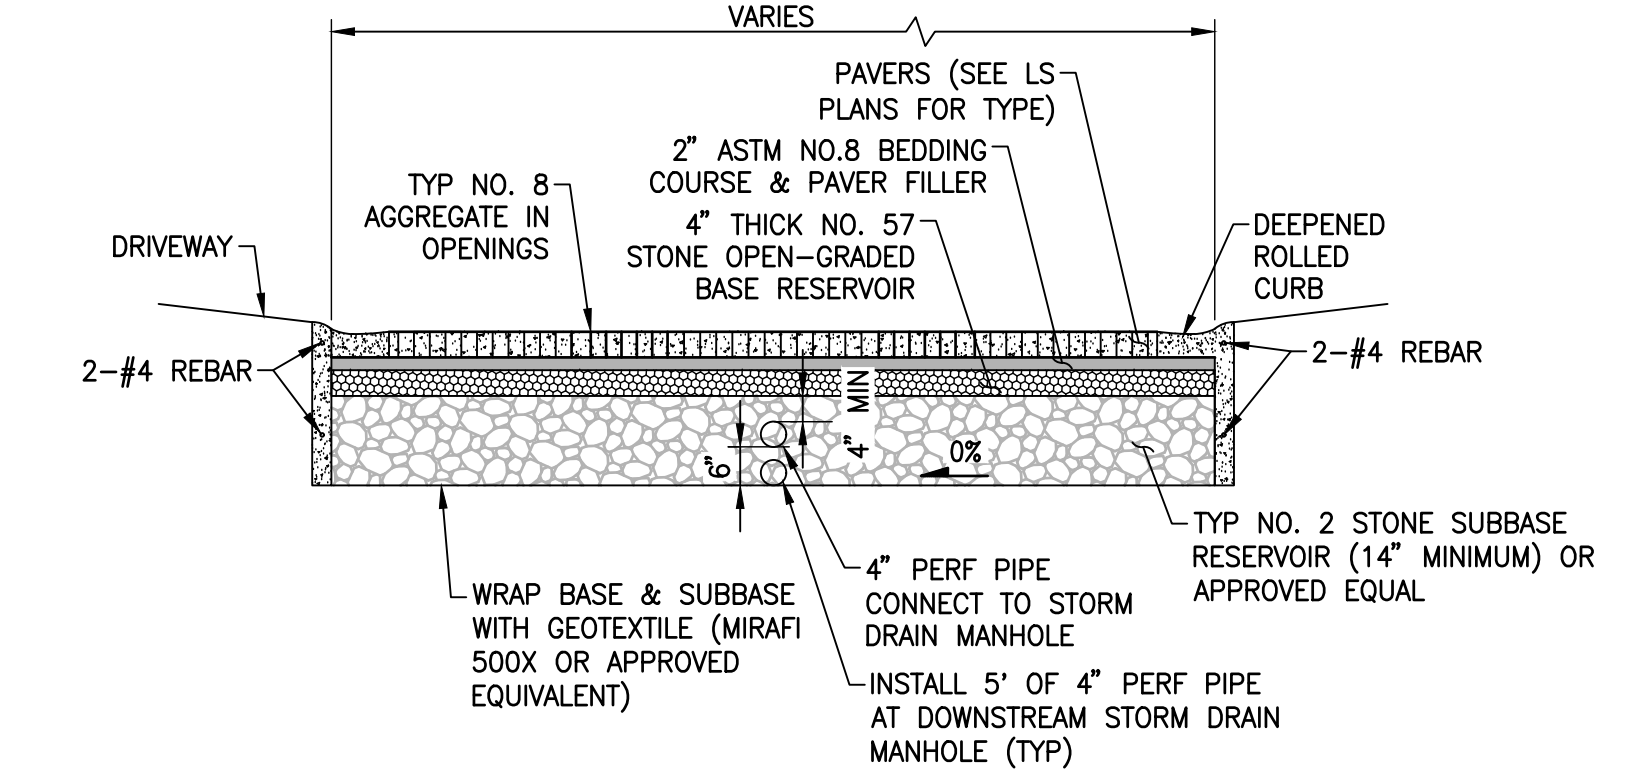 VARIES
PAVERS (SEE LS
PLANS FOR TYPE)
2" ASTM NO.8 BEDDING
COURSE & PAVER FILLER
TYP NO. 8
AGGREGATE IN
OPENINGS
4" THICK NO. 57
STONE OPEN-GRADED
BASE RESERVOIR
DRIVEWAY
DEEPENED
ROLLED
CURB
2-#4 REBAR
2-#4 REBAR
4" MIN
6"
0%
TYP NO. 2 STONE SUBBASE
RESERVOIR (14" MINIMUM) OR
APPROVED EQUAL
4" PERF PIPE
CONNECT TO STORM
DRAIN MANHOLE
WRAP BASE & SUBBASE
WITH GEOTEXTILE (MIRAFI
500X OR APPROVED
EQUIVALENT)
INSTALL 5' OF 4" PERF PIPE
AT DOWNSTREAM STORM DRAIN
MANHOLE (TYP)